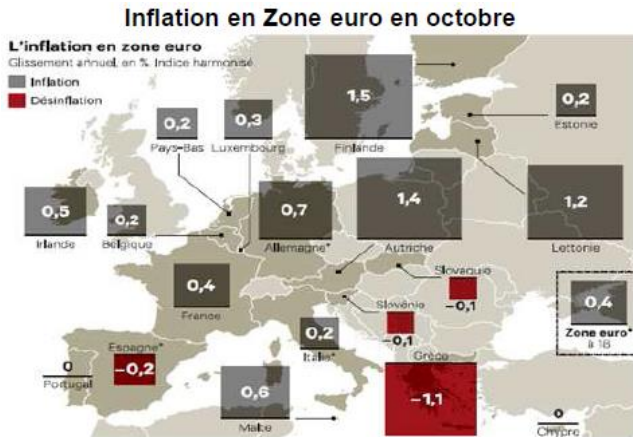 Inflation en Zone euro en octobre
L'inflation en zone euro
Glissement annuel, en %. Indice harmonisé
Inflation
Désinflation
1,5
Finlande
0,2
Estonie
0,2
Pays-Bas
0,3
Luxembourg
0,5
Irlande
0,2
Belgique
0,7
Allemagne*
1,4
Autriche
1,2
Lettonie
0,4
France
Slovaquie
-0,1
Slovénie
-0,1
0,4
Zone euro*
à 18
0
Portugal
Espagne*
-0,2
0,2
Italie*
0,6
Malte
Grèce
-1,1
0
Chypre